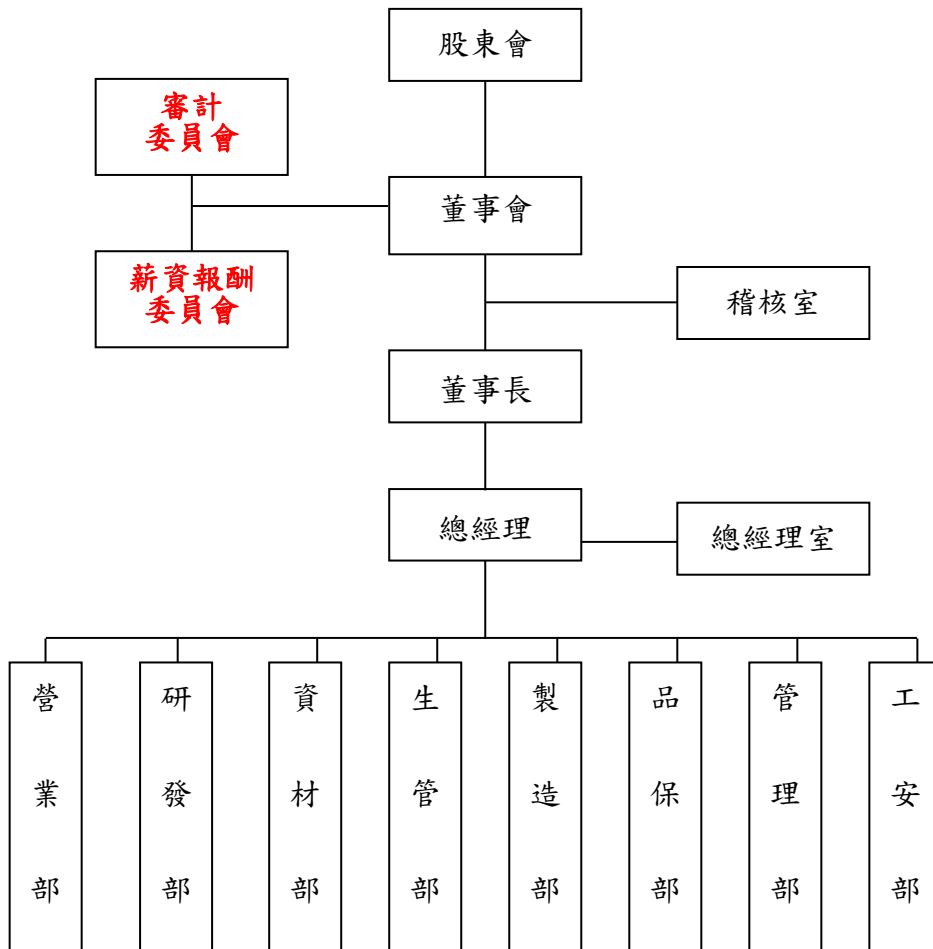 股東會
審計
委員會
董事會
薪資報酬
委員會
稽核室
董事長
總經理
總經理室
營業部
研發部
資材部
生管部
製造部
品保部
管理部
工安部